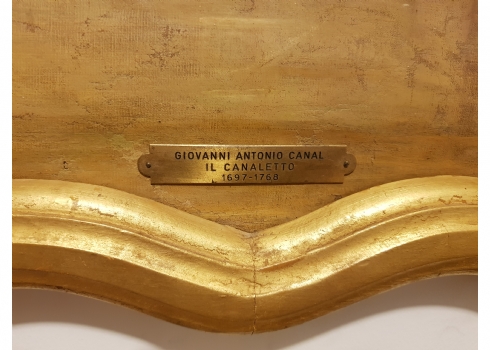 GIOVANNI ANTONIO CANAL
IL CANALETTO
1697-1768